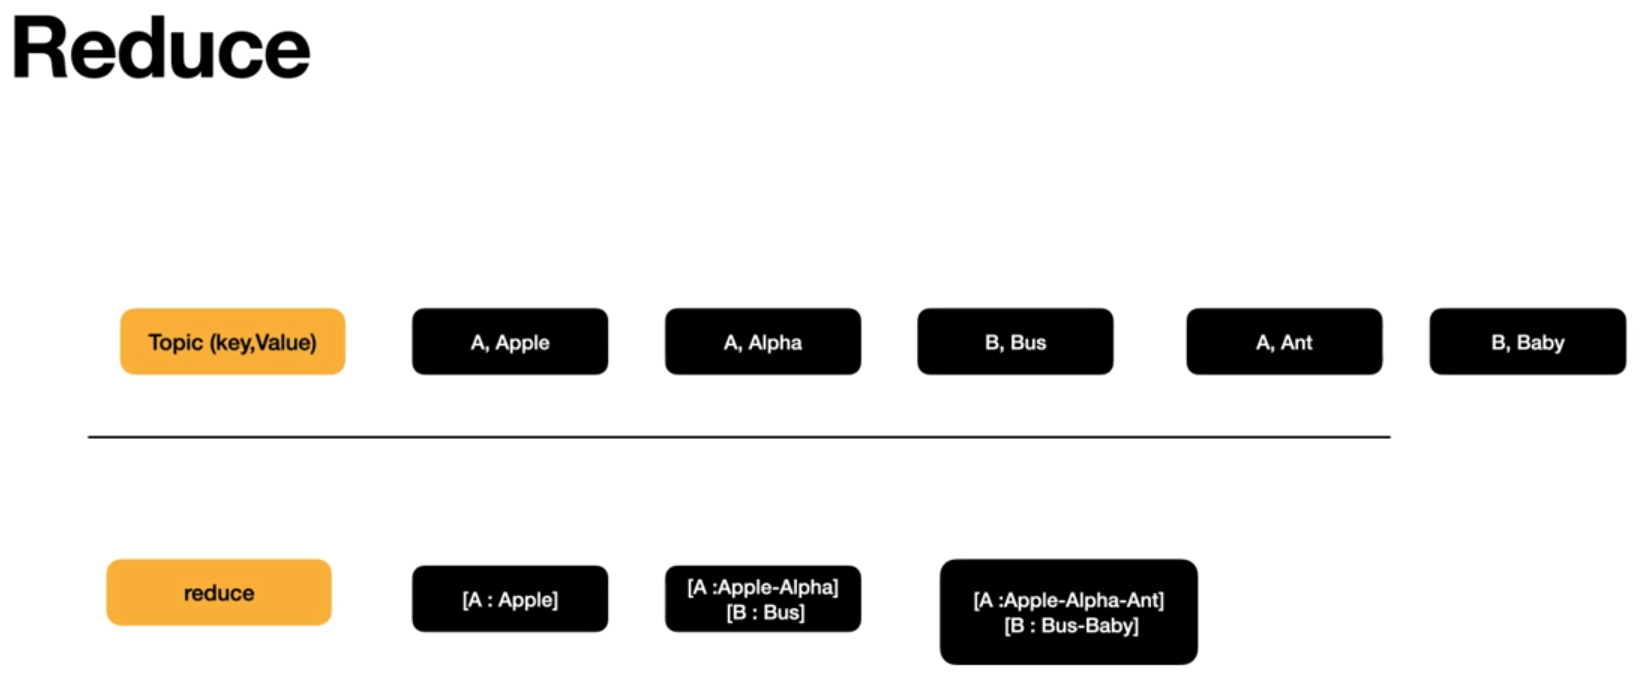 Reduce
Topic (key,Value)
A, Apple
A, Alpha
B, Bus
A, Ant
B, Baby
reduce
[A : Apple]
[A :Apple-Alpha]
[B : Bus]
[A :Apple-Alpha-Ant]
[B : Bus-Baby]